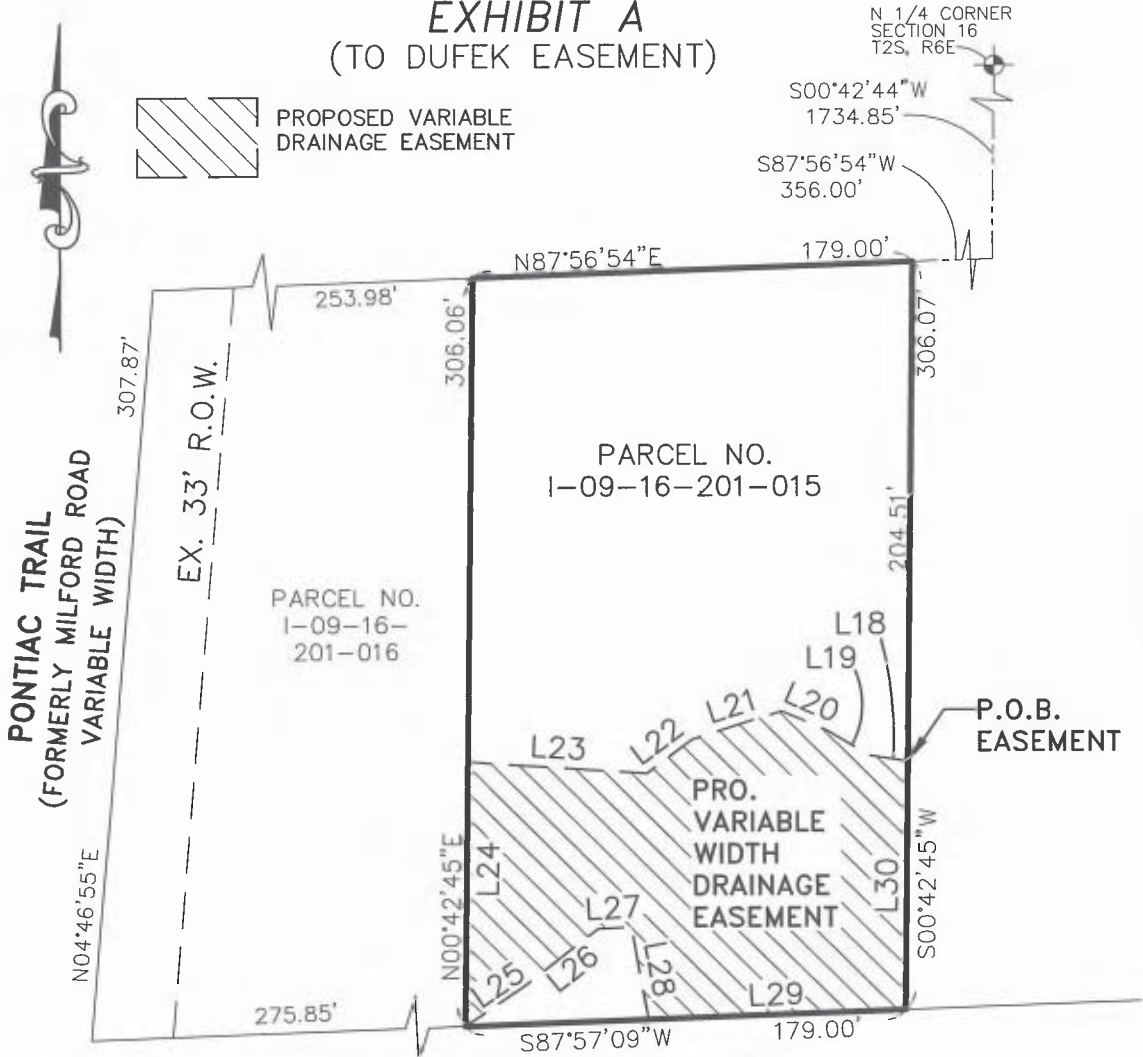 EXHIBIT A
(TO DUFEK EASEMENT)
N 1/4 CORNER
SECTION 16
T2S, R6E
PROPOSED VARIABLE
DRAINAGE EASEMENT
S00°42'44"W
1734.85'
S87°56'54"W
356.00'
N87°56'54"E
179.00'
253.98'
306.06'
306.07'
307.87'
EX. 33' R.O.W.
PARCEL NO.
I-09-16-201-015
204.51'
PONTIAC TRAIL
(FORMERLY MILFORD ROAD
VARIABLE WIDTH)
PARCEL NO.
I-09-16-
201-016
L18
L19
L20
L21
L22
L23
P.O.B.
EASEMENT
PRO.
VARIABLE
WIDTH
DRAINAGE
EASEMENT
N04°46'55"E
N00°42'45"E
L24
L27
L25
L26
L28
L30
S00°42'45"W
L29
275.85'
S87°57'09"W
179.00'